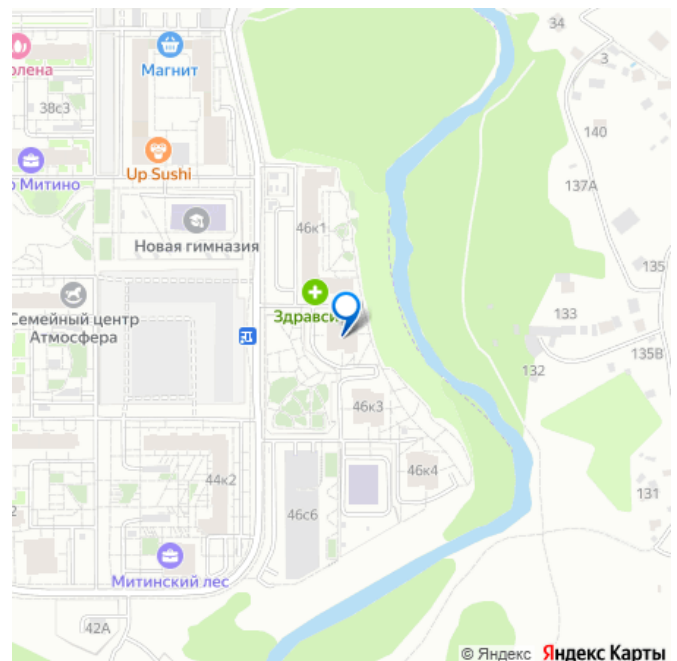 34
олена
Магнит
3
38с3
140
Up Sushi
о Митино
137А
46к1
Новая гимназия
135
Здравси
133
Семейный центр
Атмосфера
135В
132
46к3
46к4
44к2
131
2
46с6
Митинский лес
42А
© Яндекс Яндекс Карты